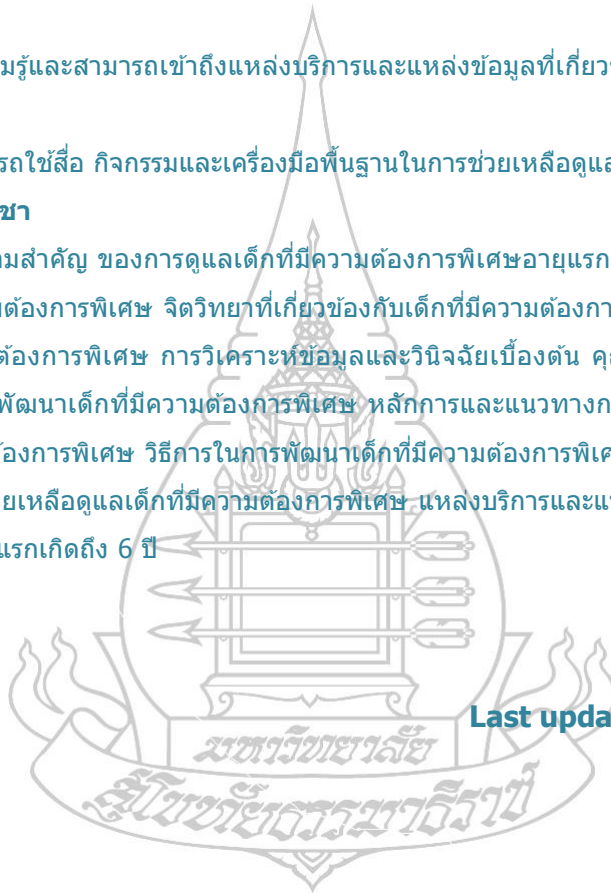 มรู้และสามารถเข้าถึงแหล่งบริการและแหล่งข้อมูลที่เกี่ยวข
รถใช้สื่อ กิจกรรมและเครื่องมือพื้นฐานในการช่วยเหลือดูแล
ชา
ามสำคัญ ของการดูแลเด็กที่มีความต้องการพิเศษอายุแรก
มต้องการพิเศษ จิตวิทยาที่เกี่ยวข้องกับเด็กที่มีความต้องกา
ต้องการพิเศษ การวิเคราะห์ข้อมูลและวินิจฉัยเบื้องต้น คุ
พัฒนาเด็กที่มีความต้องการพิเศษ หลักการและแนวทางก
้องการพิเศษ วิธีการในการพัฒนาเด็กที่มีความต้องการพิเศ
ยเหลือดูแลเด็กที่มีความต้องการพิเศษ แหล่งบริการและแ
แรกเกิดถึง 6 ปี
Last upda
มหาวิทยาลัย
สุโขทัยธรรมาธิราช